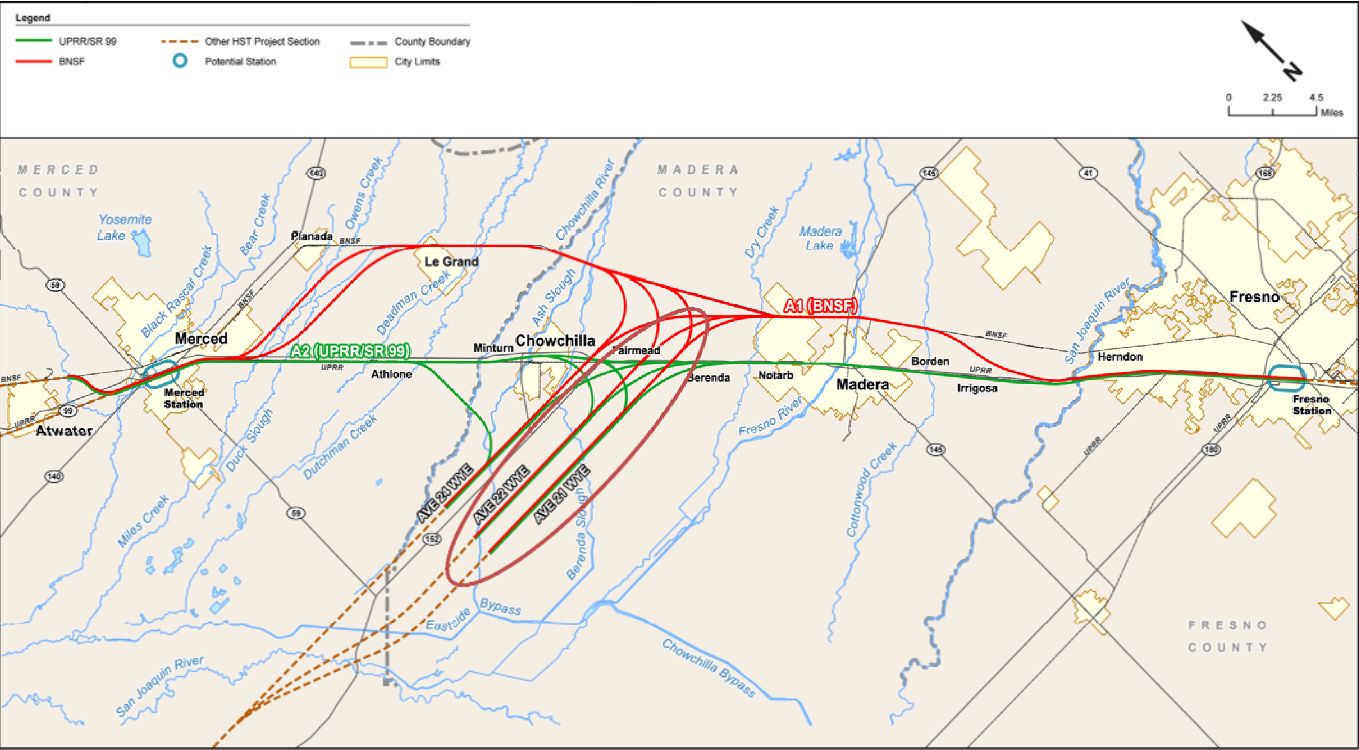 Legend
UPRR/SR 99
BNSF
Other HST Project Section
Potential Station
County Boundary
City Limits
N
0 2.25 4.5
Miles
MERCED
COUNTY
MADERA
COUNTY
140
Owens Creek
Chowchilla River
145
41
168
Yosemite
Lake
Bear Creek
Planada
BNSF
Le Grand
Dry Creek
Madera
Lake
59
Black Rascal Creek
BNSF
Deadman Creek
Ash Slough
A1 (BNSF)
San Joaquin River
Fresno
Merced
A2 (UPRR/SR 99)
UPRR
Athlone
Minturn
Chowchilla
Fairmead
Berenda
Notarb
Madera
Borden
BNSF
UPRR
Irrigosa
Herndon
BNSF
99
UPRR
Atwater
Merced
Station
Fresno
Station
Duck Slough
Dutchman Creek
Fresno River
Cottonwood Creek
145
UPRR
UPRR
180
140
Miles Creek
59
152
AVE 24 WYE
AVE 22 WYE
AVE 21 WYE
Berenda Slough
Eastside Bypass
San Joaquin River
Chowchilla Bypass
FRESNO
COUNTY